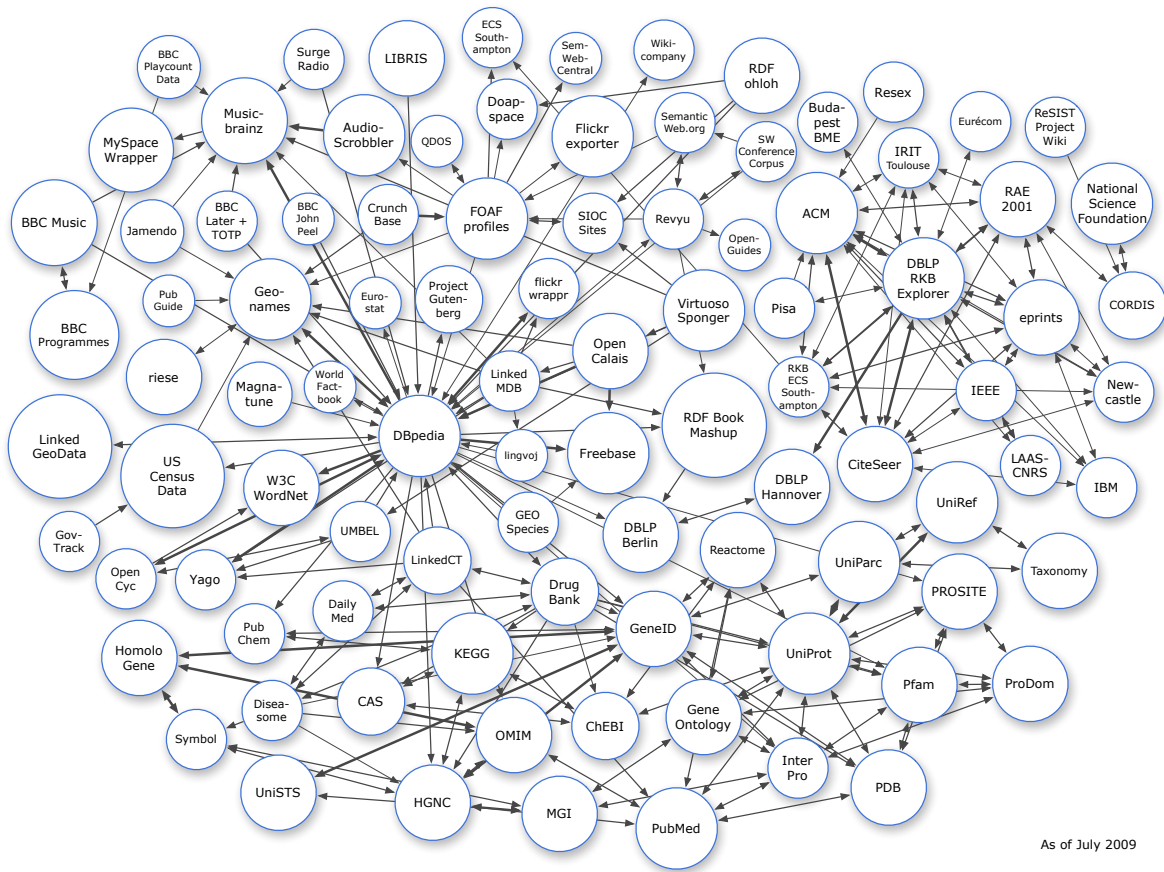 ECS
South-
ampton
BBC
Playcount
Data
Surge
Radio
LIBRIS
Sem-
Web-
Central
Wiki-
company
RDF
ohloh
Music-
brainz
Doap-
space
Flickr
exporter
Semantic
Web.org
Buda-
pest
BME
Resex
Eurécom
ReSIST
Project
Wiki
MySpace
Wrapper
Audio-
Scrobbler
QDOS
SW
Conference
Corpus
IRIT
Toulouse
RAE
2001
National
Science
Foundation
BBC Music
Jamendo
BBC
Later +
TOTP
BBC
John
Peel
Crunch
Base
FOAF
profiles
SIOC
Sites
Revyu
Open-
Guides
ACM
DBLP
RKB
Explorer
Pub
Guide
Geo-
names
Euro-
stat
Project
Guten-
berg
flickr
wrappr
Virtuoso
Sponger
Pisa
eprints
CORDIS
BBC
Programmes
riese
Magna-
tune
World
Fact-
book
Linked
MDB
Open
Calais
RKB
ECS
South-
ampton
IEEE
New-
castle
Linked
GeoData
US
Census
Data
W3C
WordNet
DBpedia
lingvoj
Freebase
RDF Book
Mashup
DBLP
Hannover
CiteSeer
LAAS-
CNRS
IBM
Gov-
Track
Open
Cyc
Yago
UMBEL
LinkedCT
GEO
Species
DBLP
Berlin
Reactome
UniParc
UniRef
Taxonomy
PROSITE
Daily
Med
Drug
Bank
Pub
Chem
Homolo
Gene
KEGG
GeneID
UniProt
Pfam
ProDom
Disea-
some
CAS
ChEBI
Gene
Ontology
Symbol
OMIM
Inter
Pro
UniSTS
HGNC
MGI
PubMed
PDB
As of July 2009